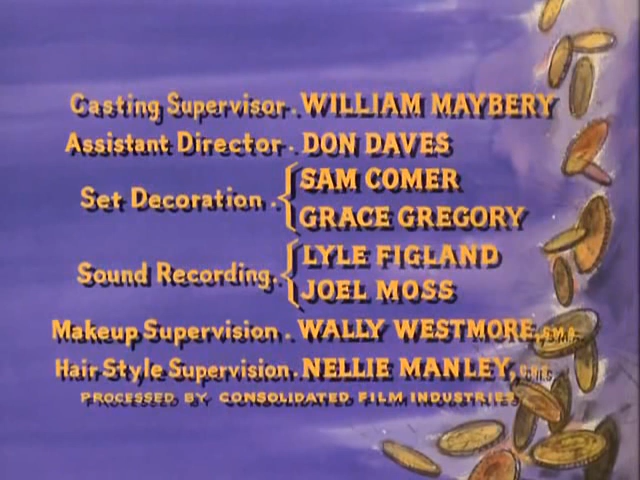 Casting Supervisor. WILLIAM MAYBERY
Assistant Director. DON DAVES
Set Decoration. SAM COMER
GRACE GREGORY
Sound Recording. LYLE FIGLAND
JOEL MOSS
Makeup Supervision. WALLY WESTMORE, S.M.A.
Hair Style Supervision. NELLIE MANLEY,
PROCESSED BY CONSOLIDATED FILM INDUSTRIES